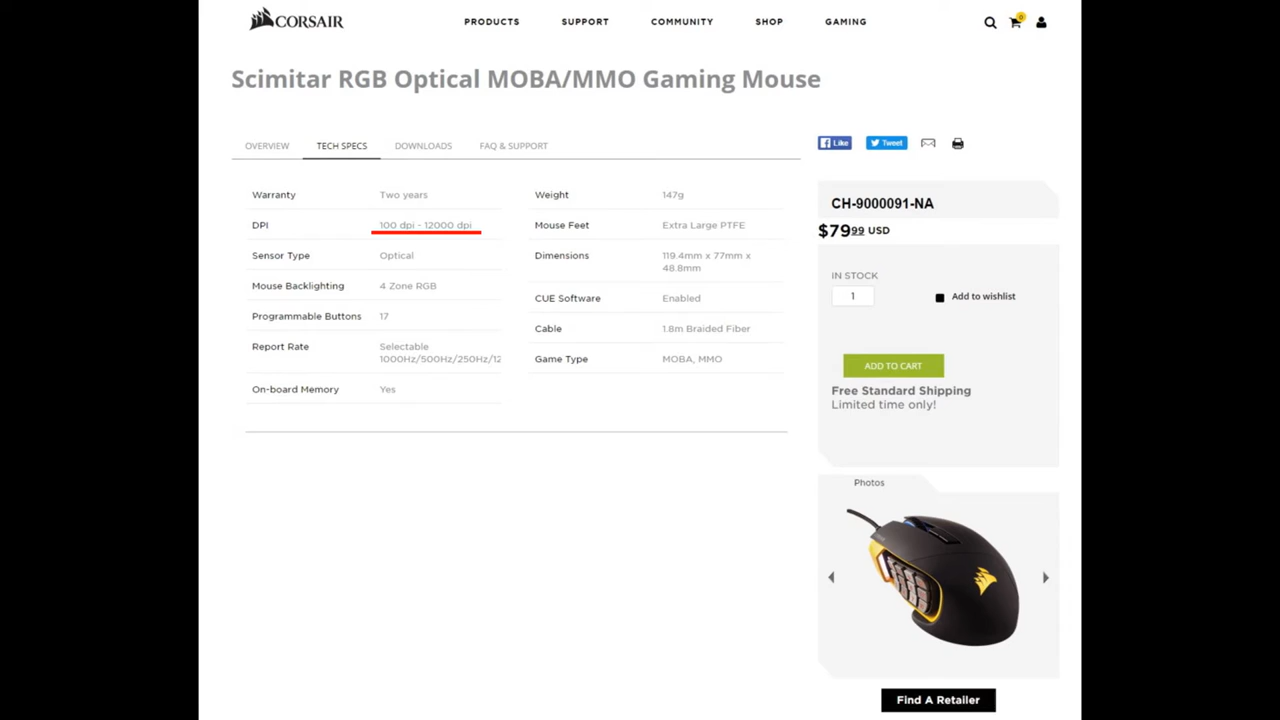 CORSAIR
PRODUCTS
SUPPORT
COMMUNITY
SHOP
GAMING
0
Scimitar RGB Optical MOBA/MMO Gaming Mouse
OVERVIEW
TECH SPECS
DOWNLOADS
FAQ & SUPPORT
Like
Tweet
Warranty Two years
DPI 100 dpi - 12000 dpi
Sensor Type Optical
Mouse Backlighting 4 Zone RGB
Programmable Buttons 17
Report Rate Selectable
1000Hz/500Hz/250Hz/12
On-board Memory Yes
Weight 147g
Mouse Feet Extra Large PTFE
Dimensions 119.4mm x 77mm x
48.8mm
CUE Software Enabled
Cable 1.8m Braided Fiber
Game Type MOBA, MMO
CH-9000091-NA
$79.99 USD
IN STOCK
1
Add to wishlist
ADD TO CART
Free Standard Shipping
Limited time only!
Photos
Find A Retailer